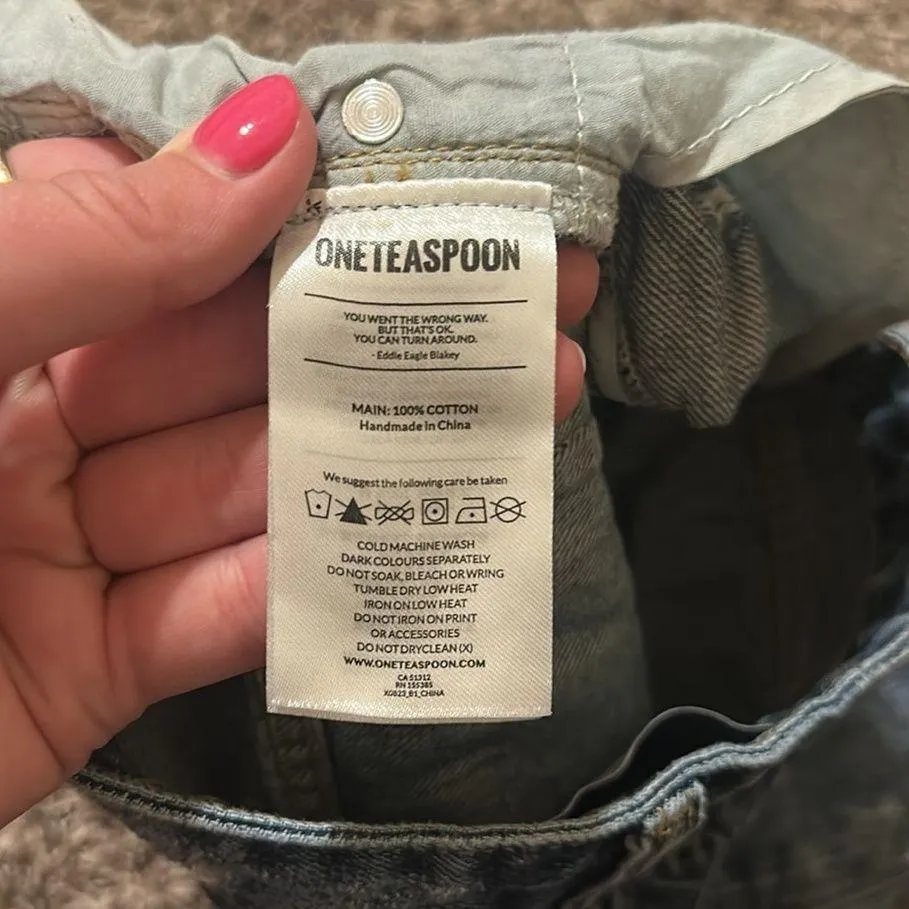 ONETEASPOON
YOU WENT THE WRONG WAY.
BUT THAT'S OK.
YOU CAN TURN AROUND.
- Eddie Eagle Blakey
MAIN: 100% COTTON
Handmade in China
We suggest the following care be taken
COLD MACHINE WASH
DARK COLOURS SEPARATELY
DO NOT SOAK, BLEACH OR WRING
TUMBLE DRY LOW HEAT
IRON ON LOW HEAT
DO NOT IRON ON PRINT
OR ACCESSORIES
DO NOT DRYCLEAN (X)
WWW.ONETEASPOON.COM
CA 51312
RN 155385
X0823_B1_CHINA